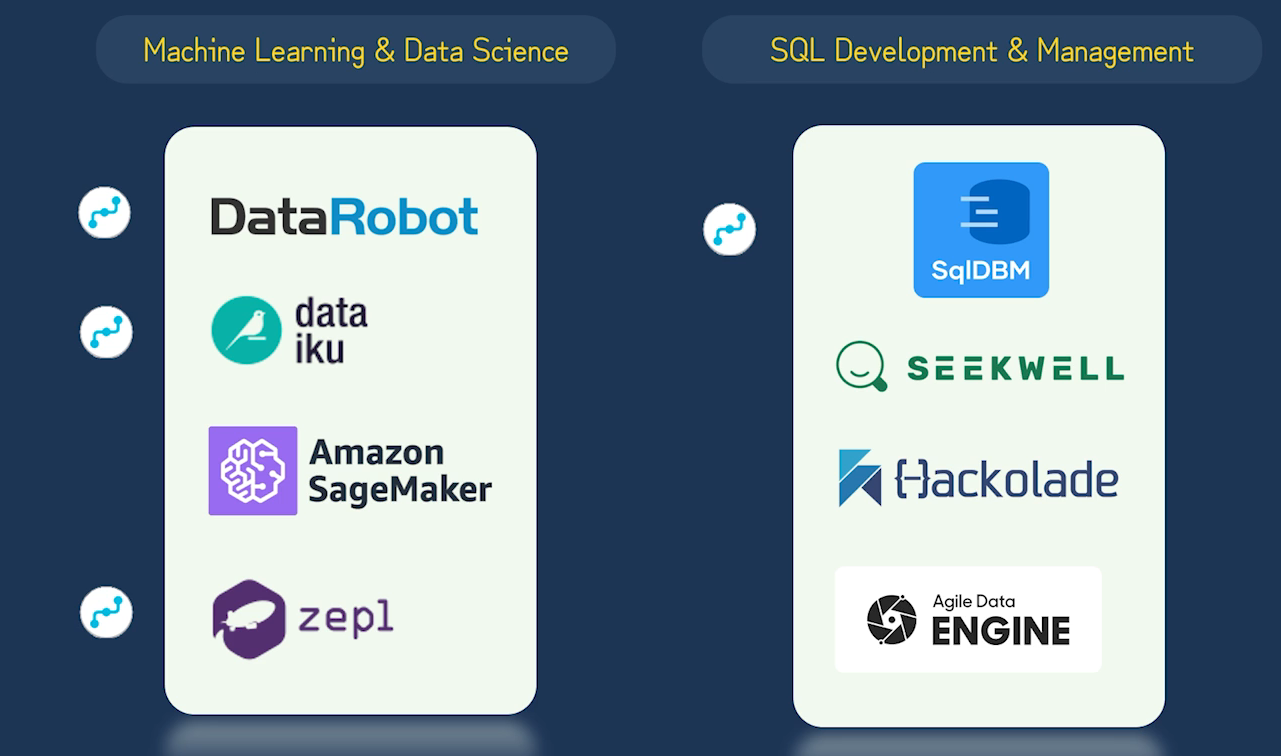 Machine Learning & Data Science
DataRobot
data
iku
Amazon
SageMaker
zepl
SQL Development & Management
SqlDBM
SEEKWELL
Hackolade
Agile Data
ENGINE